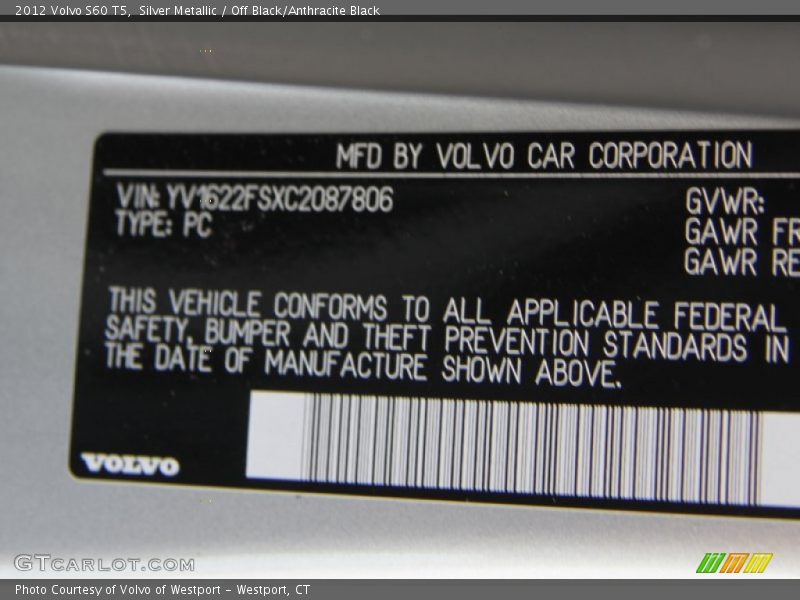 2012 Volvo S60 T5,  Silver Metallic / Off Black/Anthracite Black
MFD BY VOLVO CAR CORPORATION
VIN: YV1622FSXC2087806
TYPE: PC
GVWR:
GAWR FR
GAWR RE
THIS VEHICLE CONFORMS TO ALL APPLICABLE FEDERAL
SAFETY, BUMPER AND THEFT PREVENTION STANDARDS IN
THE DATE OF MANUFACTURE SHOWN ABOVE.
VOLVO
GTCARLOT.COM
Photo Courtesy of Volvo of Westport - Westport, CT